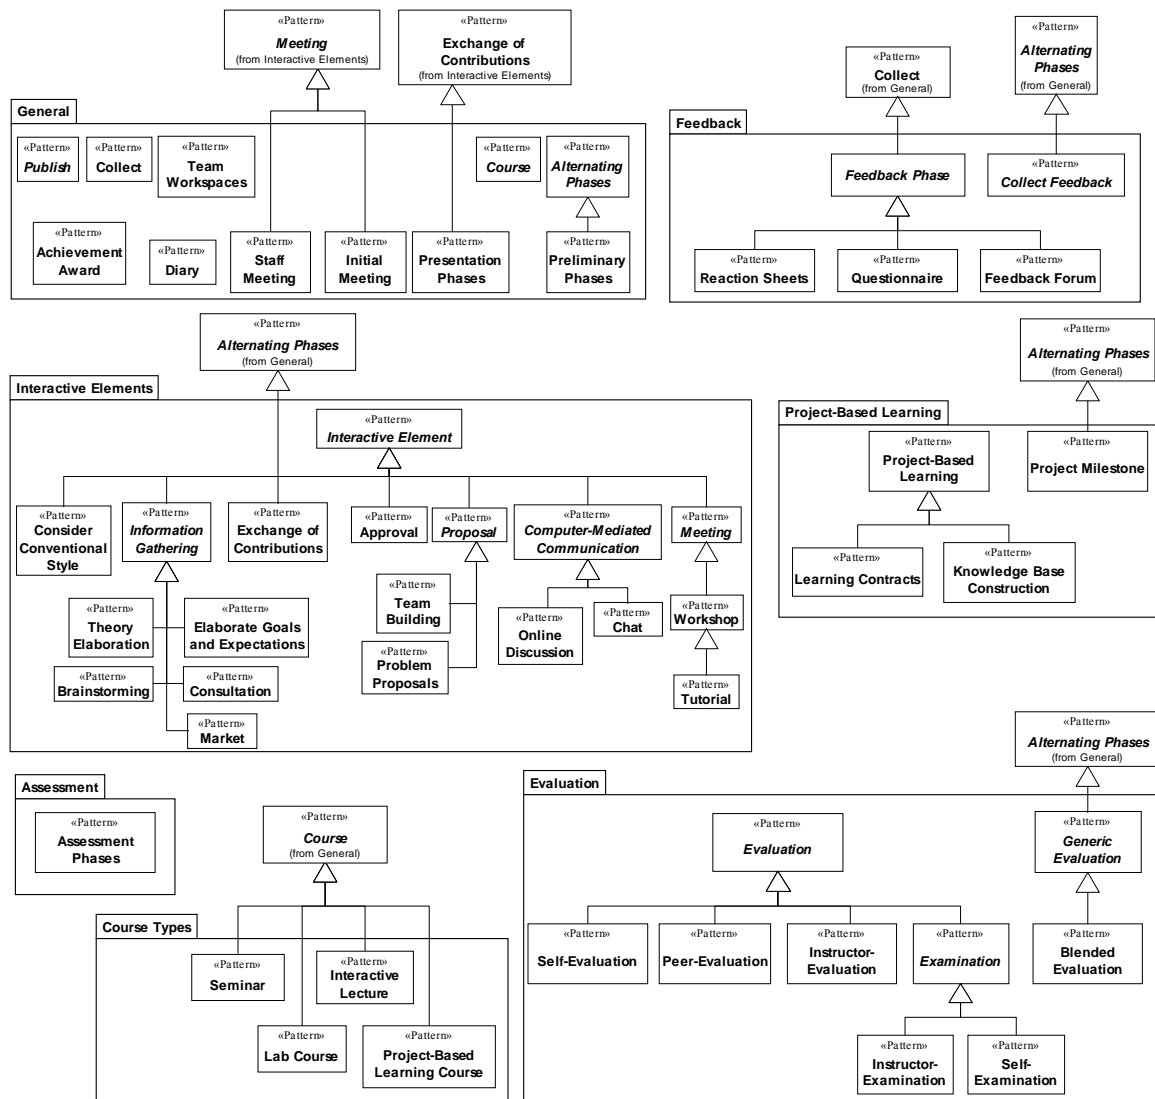 «Pattern»
Meeting
(from Interactive Elements)
«Pattern»
Exchange of
Contributions
(from Interactive Elements)
General
«Pattern»
Publish
«Pattern»
Collect
«Pattern»
Team
Workspaces
«Pattern»
Course
«Pattern»
Alternating
Phases
«Pattern»
Achievement
Award
«Pattern»
Diary
«Pattern»
Staff
Meeting
«Pattern»
Initial
Meeting
«Pattern»
Presentation
Phases
«Pattern»
Preliminary
Phases
«Pattern»
Collect
(from General)
«Pattern»
Alternating
Phases
(from General)
Feedback
«Pattern»
Feedback Phase
«Pattern»
Collect Feedback
«Pattern»
Reaction Sheets
«Pattern»
Questionnaire
«Pattern»
Feedback Forum
«Pattern»
Alternating Phases
(from General)
Interactive Elements
«Pattern»
Interactive Element
«Pattern»
Consider
Conventional
Style
«Pattern»
Information
Gathering
«Pattern»
Exchange of
Contributions
«Pattern»
Approval
«Pattern»
Proposal
«Pattern»
Computer-Mediated
Communication
«Pattern»
Meeting
«Pattern»
Theory
Elaboration
«Pattern»
Elaborate Goals
and Expectations
«Pattern»
Brainstorming
«Pattern»
Consultation
«Pattern»
Market
«Pattern»
Team
Building
«Pattern»
Problem
Proposals
«Pattern»
Online
Discussion
«Pattern»
Chat
«Pattern»
Workshop
«Pattern»
Tutorial
«Pattern»
Alternating Phases
(from General)
Project-Based Learning
«Pattern»
Project-Based
Learning
«Pattern»
Project Milestone
«Pattern»
Learning Contracts
«Pattern»
Knowledge Base
Construction
Assessment
«Pattern»
Assessment
Phases
«Pattern»
Course
(from General)
Course Types
«Pattern»
Seminar
«Pattern»
Interactive
Lecture
«Pattern»
Lab Course
«Pattern»
Project-Based
Learning Course
«Pattern»
Alternating Phases
(from General)
Evaluation
«Pattern»
Evaluation
«Pattern»
Generic
Evaluation
«Pattern»
Self-Evaluation
«Pattern»
Peer-Evaluation
«Pattern»
Instructor-
Evaluation
«Pattern»
Examination
«Pattern»
Blended
Evaluation
«Pattern»
Instructor-
Examination
«Pattern»
Self-
Examination